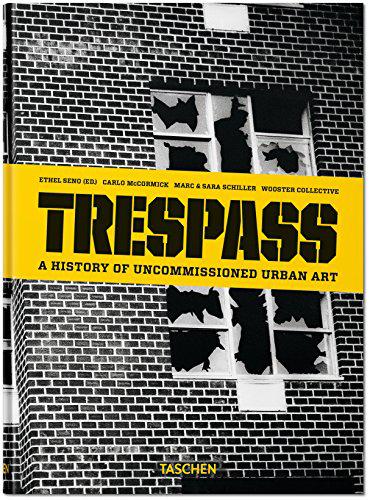 ETHEL SENO (ED) CARLO McCORMICK MARC & SARA SCHILLER WOOSTER COLLECTIVE
TRESPASS
A HISTORY OF UNCOMMISSIONED URBAN ART
TASCHEN